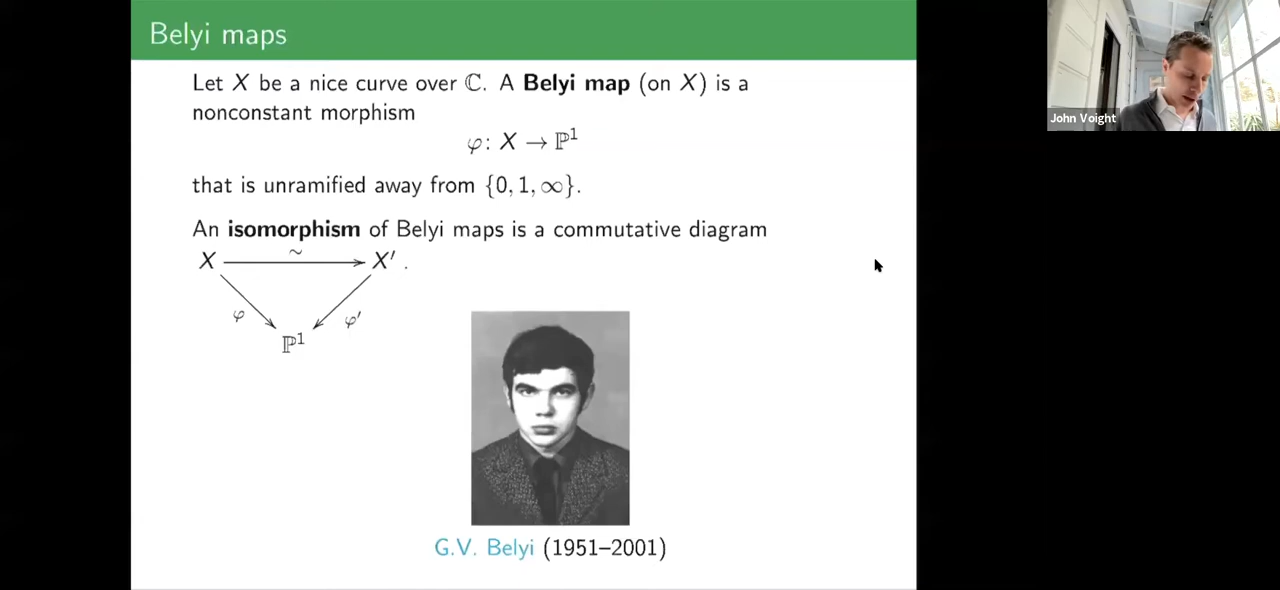 Belyi maps
Let X be a nice curve over ℂ. A Belyi map (on X) is a
nonconstant morphism
φ: X → ℙ¹
that is unramified away from {0, 1, ∞}.
An isomorphism of Belyi maps is a commutative diagram
X ∼ X′ .
φ φ′
ℙ¹
G.V. Belyi (1951–2001)
John Voight